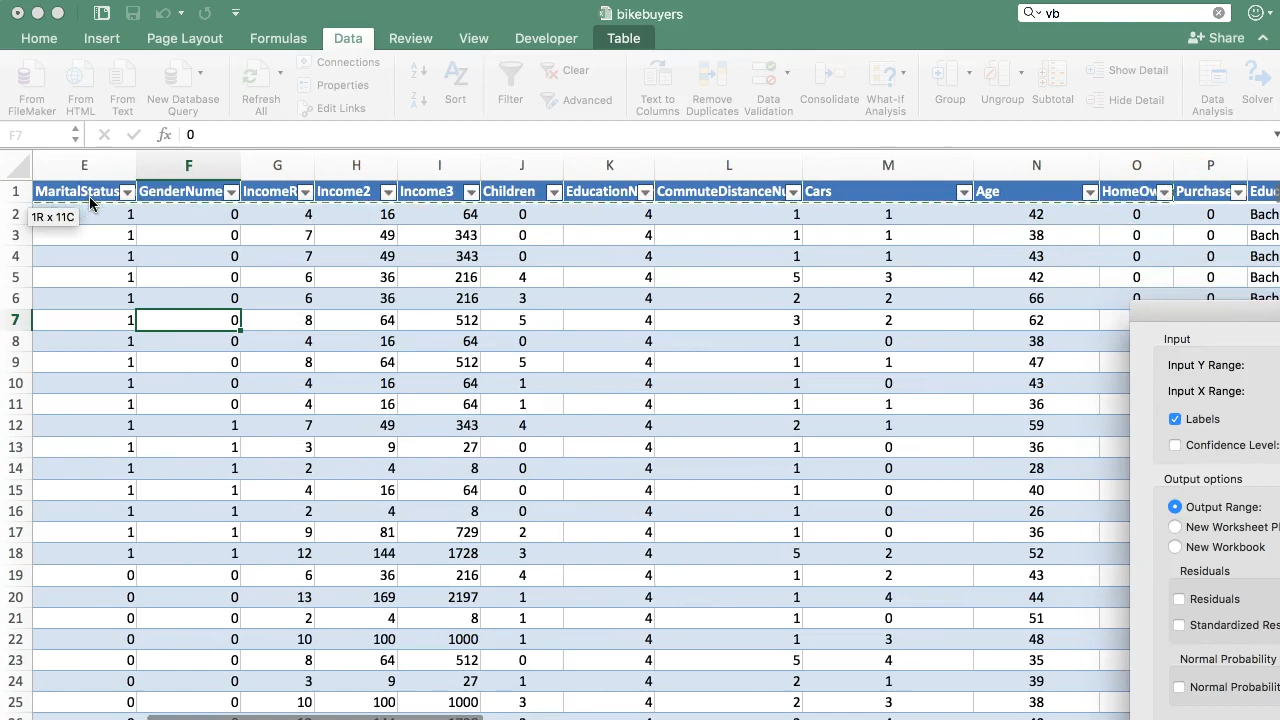 bikebuyers
vb
Home Insert Page Layout Formulas Data Review View Developer Table Share
Connections
Properties
Edit Links
Clear
Advanced
Show Detail
Hide Detail
From FileMaker From HTML From Text New Database Query Refresh All Sort Filter Text to Columns Remove Duplicates Data Validation Consolidate What-If Analysis Group Ungroup Subtotal Data Analysis Solver
F7 fx 0
E F G H I J K L M N O P
1 MaritalStatus GenderNume IncomeR Income2 Income3 Children EducationN CommuteDistanceNu Cars Age HomeOw Purchase Edu
2 1 0 4 16 64 0 4 1 1 42 0 0 Bach
1R x 11C
3 1 0 7 49 343 0 4 1 1 38 0 0 Bach
4 1 0 7 49 343 0 4 1 1 43 0 0 Bach
5 1 0 6 36 216 4 4 5 3 42 0 0 Bach
6 1 0 6 36 216 3 4 2 2 66 0 0 Bach
7 1 0 8 64 512 5 4 3 2 62
8 1 0 4 16 64 0 4 1 0 38
9 1 0 8 64 512 5 4 1 1 47
10 1 0 4 16 64 1 4 1 0 43
11 1 0 4 16 64 1 4 1 1 36
12 1 1 7 49 343 4 4 2 1 59
13 1 1 3 9 27 0 4 1 0 36
14 1 1 2 4 8 0 4 1 0 28
15 1 1 4 16 64 0 4 1 0 40
16 1 1 2 4 8 0 4 1 0 26
17 1 1 9 81 729 2 4 1 0 36
18 1 1 12 144 1728 3 4 5 2 52
19 0 0 6 36 216 4 4 1 2 43
20 0 0 13 169 2197 1 4 1 4 44
21 0 0 2 4 8 1 4 1 0 51
22 0 0 10 100 1000 1 4 1 3 48
23 0 0 8 64 512 0 4 5 4 35
24 0 0 3 9 27 1 4 2 1 39
25 0 0 10 100 1000 3 4 2 3 38
Input
Input Y Range:
Input X Range:
Labels
Confidence Level:
Output options
Output Range:
New Worksheet Pl
New Workbook
Residuals
Residuals
Standardized Res
Normal Probability
Normal Probabilit